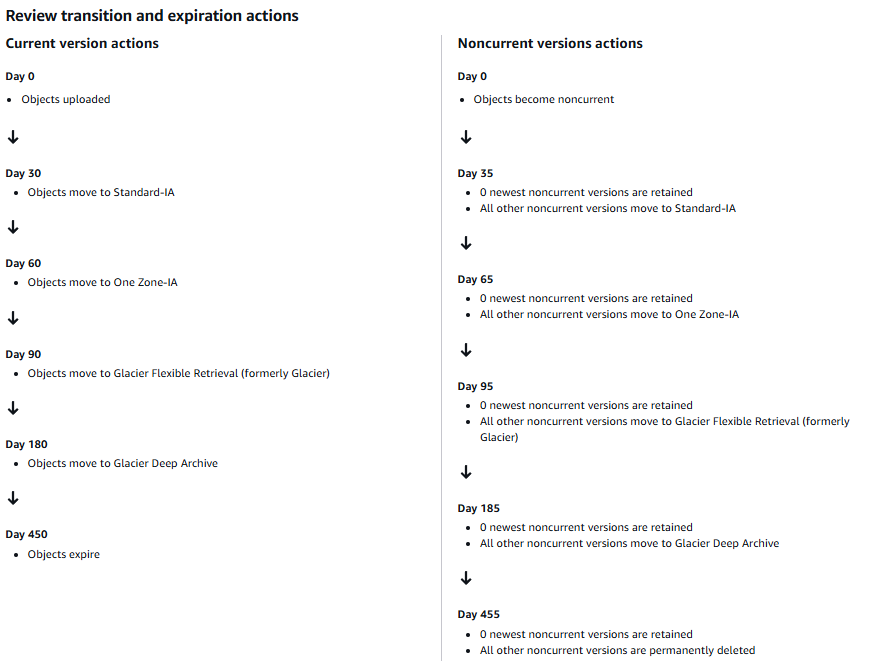 Review transition and expiration actions
Current version actions
Day 0
Objects uploaded
Day 30
Objects move to Standard-IA
Day 60
Objects move to One Zone-IA
Day 90
Objects move to Glacier Flexible Retrieval (formerly Glacier)
Day 180
Objects move to Glacier Deep Archive
Day 450
Objects expire
Noncurrent versions actions
Day 0
Objects become noncurrent
Day 35
0 newest noncurrent versions are retained
All other noncurrent versions move to Standard-IA
Day 65
0 newest noncurrent versions are retained
All other noncurrent versions move to One Zone-IA
Day 95
0 newest noncurrent versions are retained
All other noncurrent versions move to Glacier Flexible Retrieval (formerly
Glacier)
Day 185
0 newest noncurrent versions are retained
All other noncurrent versions move to Glacier Deep Archive
Day 455
0 newest noncurrent versions are retained
All other noncurrent versions are permanently deleted